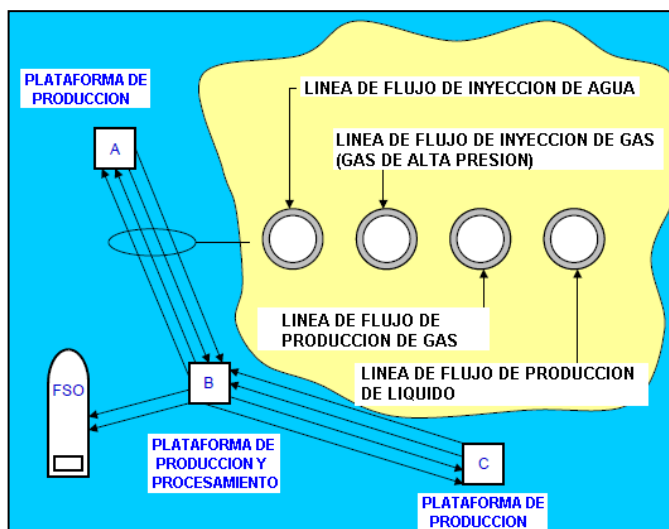 PLATAFORMA DE
PRODUCCION
LINEA DE FLUJO DE INYECCION DE AGUA
LINEA DE FLUJO DE INYECCION DE GAS
(GAS DE ALTA PRESION)
A
LINEA DE FLUJO DE
PRODUCCION DE GAS
LINEA DE FLUJO DE PRODUCCION
DE LIQUIDO
FSO
B
PLATAFORMA DE
PRODUCCION Y
PROCESAMIENTO
C
PLATAFORMA DE
PRODUCCION